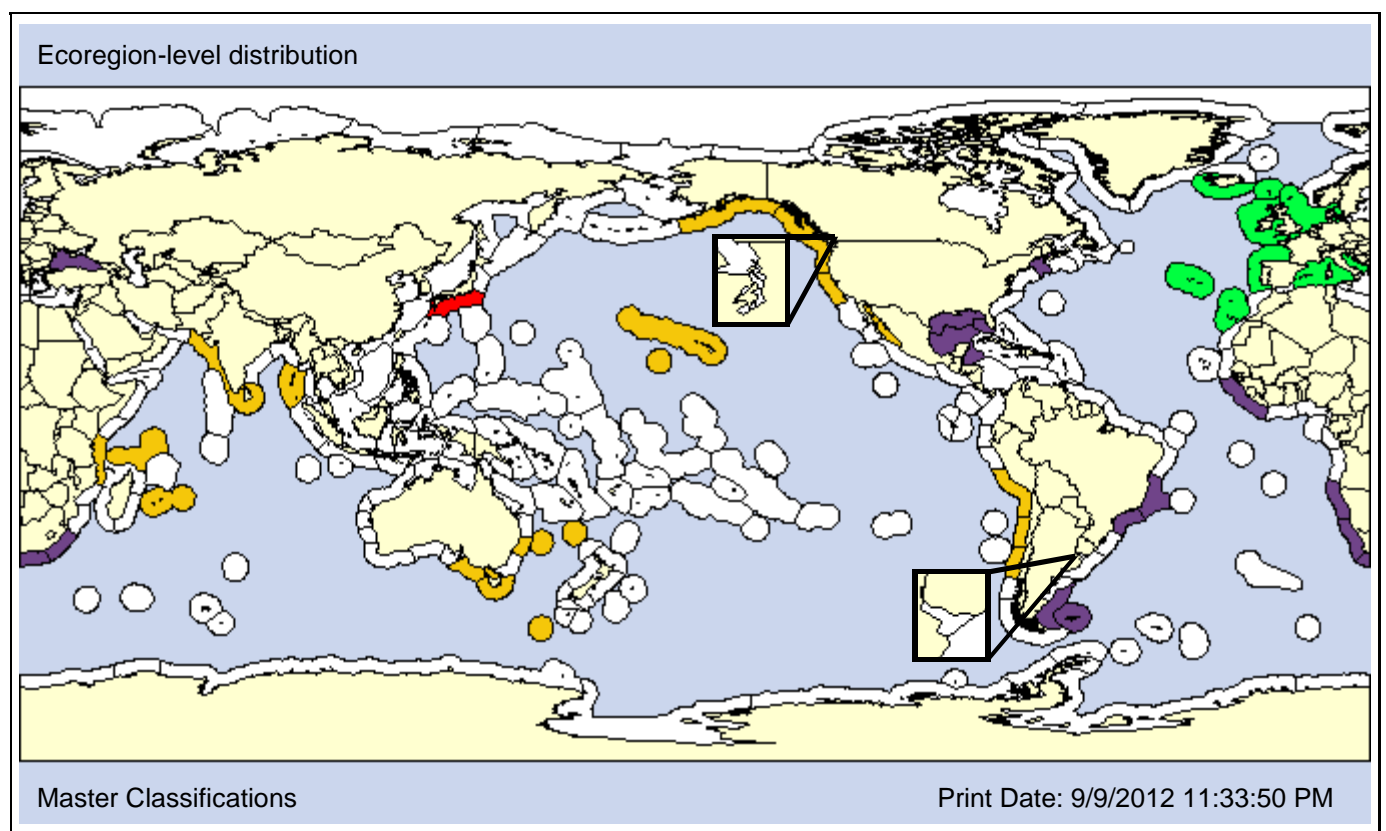 Ecoregion-level distribution
Master Classifications
Print Date: 9/9/2012 11:33:50 PM